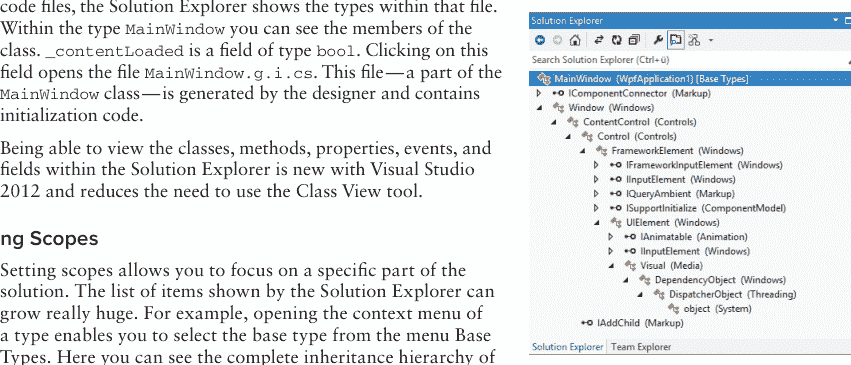 code files, the Solution Explorer shows the types within that file.
Within the type MainWindow you can see the members of the
class. _contentLoaded is a field of type bool. Clicking on this
field opens the file MainWindow.g.i.cs. This file—a part of the
MainWindow class—is generated by the designer and contains
initialization code.
Being able to view the classes, methods, properties, events, and
fields within the Solution Explorer is new with Visual Studio
2012 and reduces the need to use the Class View tool.
ng Scopes
Setting scopes allows you to focus on a specific part of the
solution. The list of items shown by the Solution Explorer can
grow really huge. For example, opening the context menu of
a type enables you to select the base type from the menu Base
Types. Here you can see the complete inheritance hierarchy of
Solution Explorer
Search Solution Explorer (Ctrl+ü)
MainWindow (WpfApplication1) [Base Types]
IComponentConnector (Markup)
Window (Windows)
ContentControl (Controls)
Control (Controls)
FrameworkElement (Windows)
IFrameworkInputElement (Windows)
IInputElement (Windows)
IQueryAmbient (Markup)
ISupportInitialize (ComponentModel)
UIElement (Windows)
IAnimatable (Animation)
IInputElement (Windows)
Visual (Media)
DependencyObject (Windows)
DispatcherObject (Threading)
object (System)
IAddChild (Markup)
Solution Explorer Team Explorer